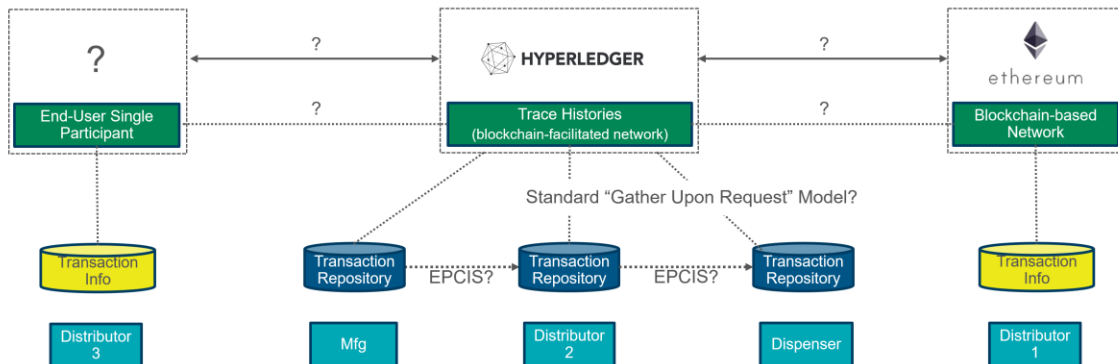 ?
?
?
HYPERLEDGER
ethereum
End-User Single
Participant
?
Trace Histories
(blockchain-facilitated network)
?
Blockchain-based
Network
Standard “Gather Upon Request” Model?
Transaction
Info
Transaction
Repository
EPCIS?
Transaction
Repository
EPCIS?
Transaction
Repository
Transaction
Info
Distributor
3
Mfg
Distributor
2
Dispenser
Distributor
1